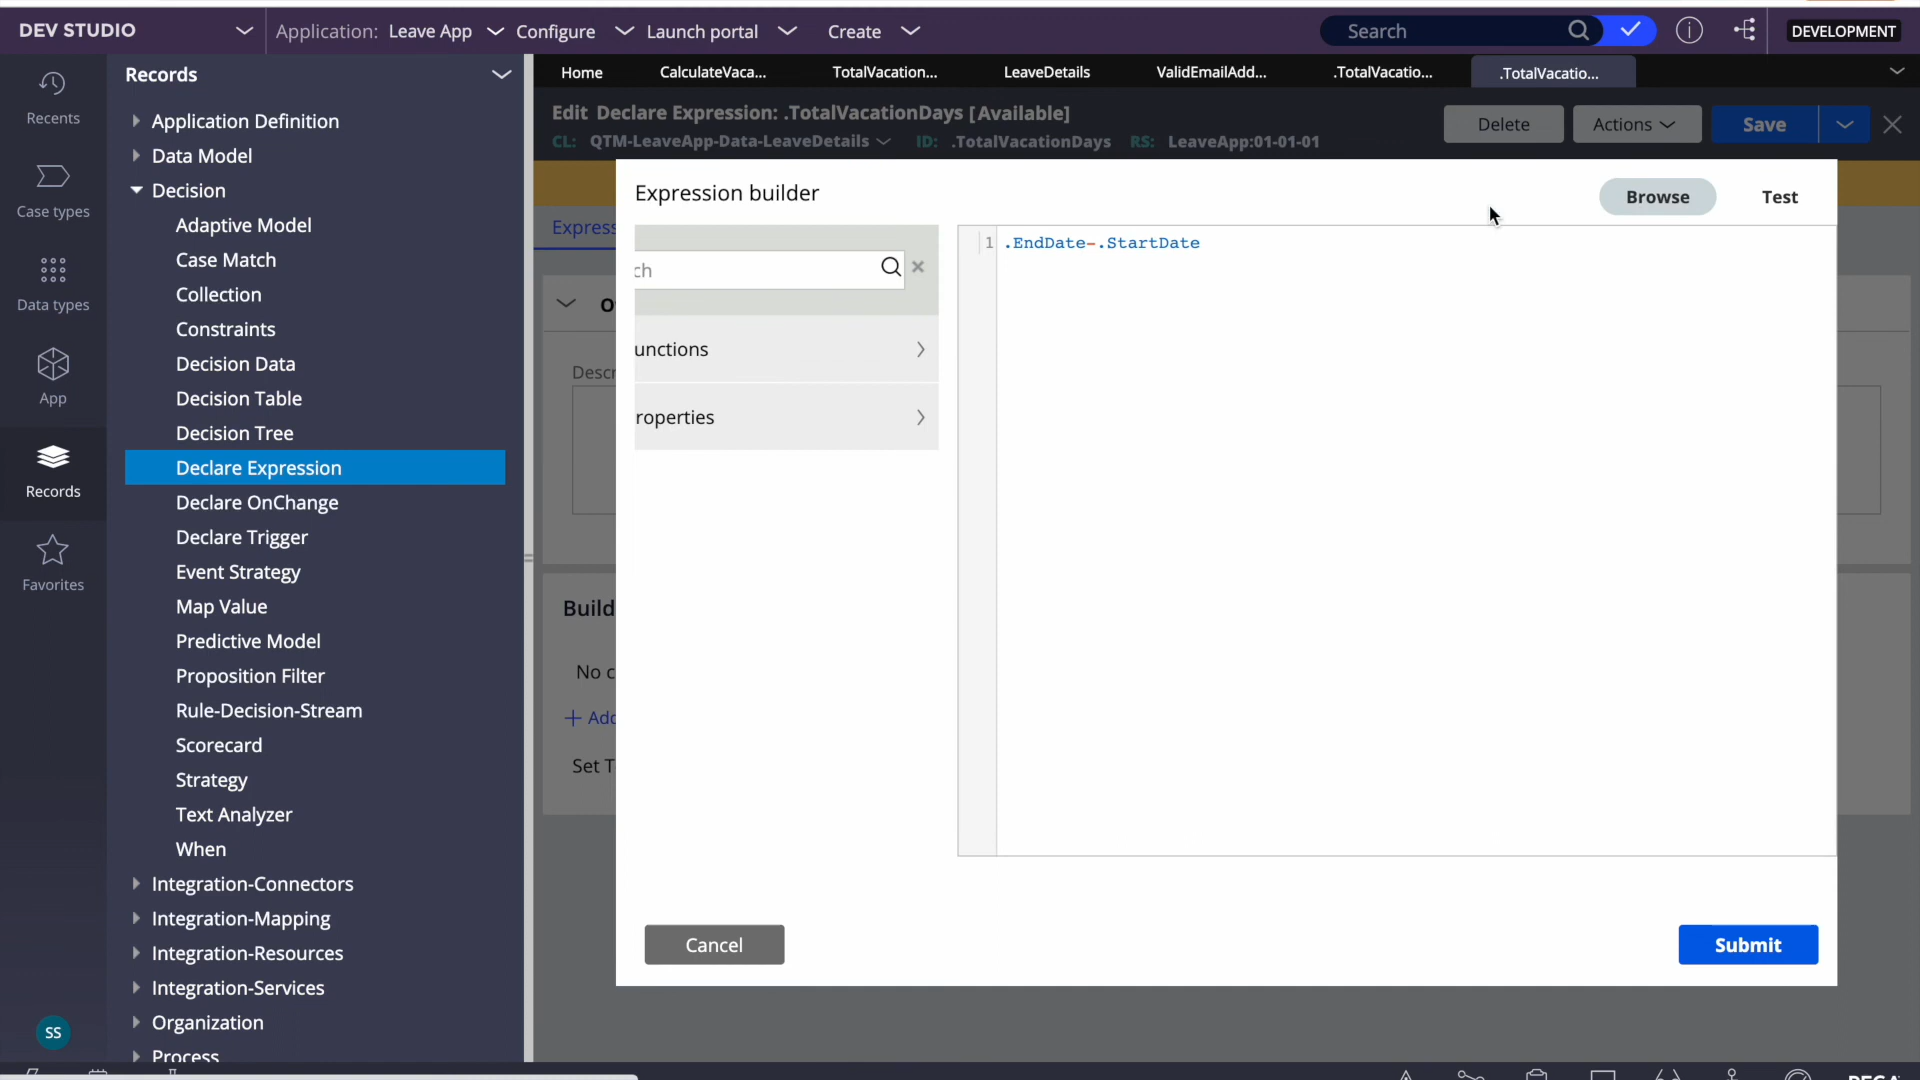 DEV STUDIO
Application: Leave App
Configure
Launch portal
Create
Search
DEVELOPMENT
Recents
Case types
Data types
App
Records
Favorites
SS
Records
Application Definition
Data Model
Decision
Adaptive Model
Case Match
Collection
Constraints
Decision Data
Decision Table
Decision Tree
Declare Expression
Declare OnChange
Declare Trigger
Event Strategy
Map Value
Predictive Model
Proposition Filter
Rule-Decision-Stream
Scorecard
Strategy
Text Analyzer
When
Integration-Connectors
Integration-Mapping
Integration-Resources
Integration-Services
Organization
Process
Home
CalculateVaca...
TotalVacation...
LeaveDetails
ValidEmailAdd...
.TotalVacatio...
.TotalVacatio...
Edit Declare Expression: .TotalVacationDays [Available]
CL: QTM-LeaveApp-Data-LeaveDetails ID: .TotalVacationDays RS: LeaveApp:01-01-01
Delete
Actions
Save
Express
O
Descr
Build
No c
+ Add
Set T
Expression builder
Browse
Test
ch
unctions
roperties
1 .EndDate-.StartDate
Cancel
Submit
PEGA